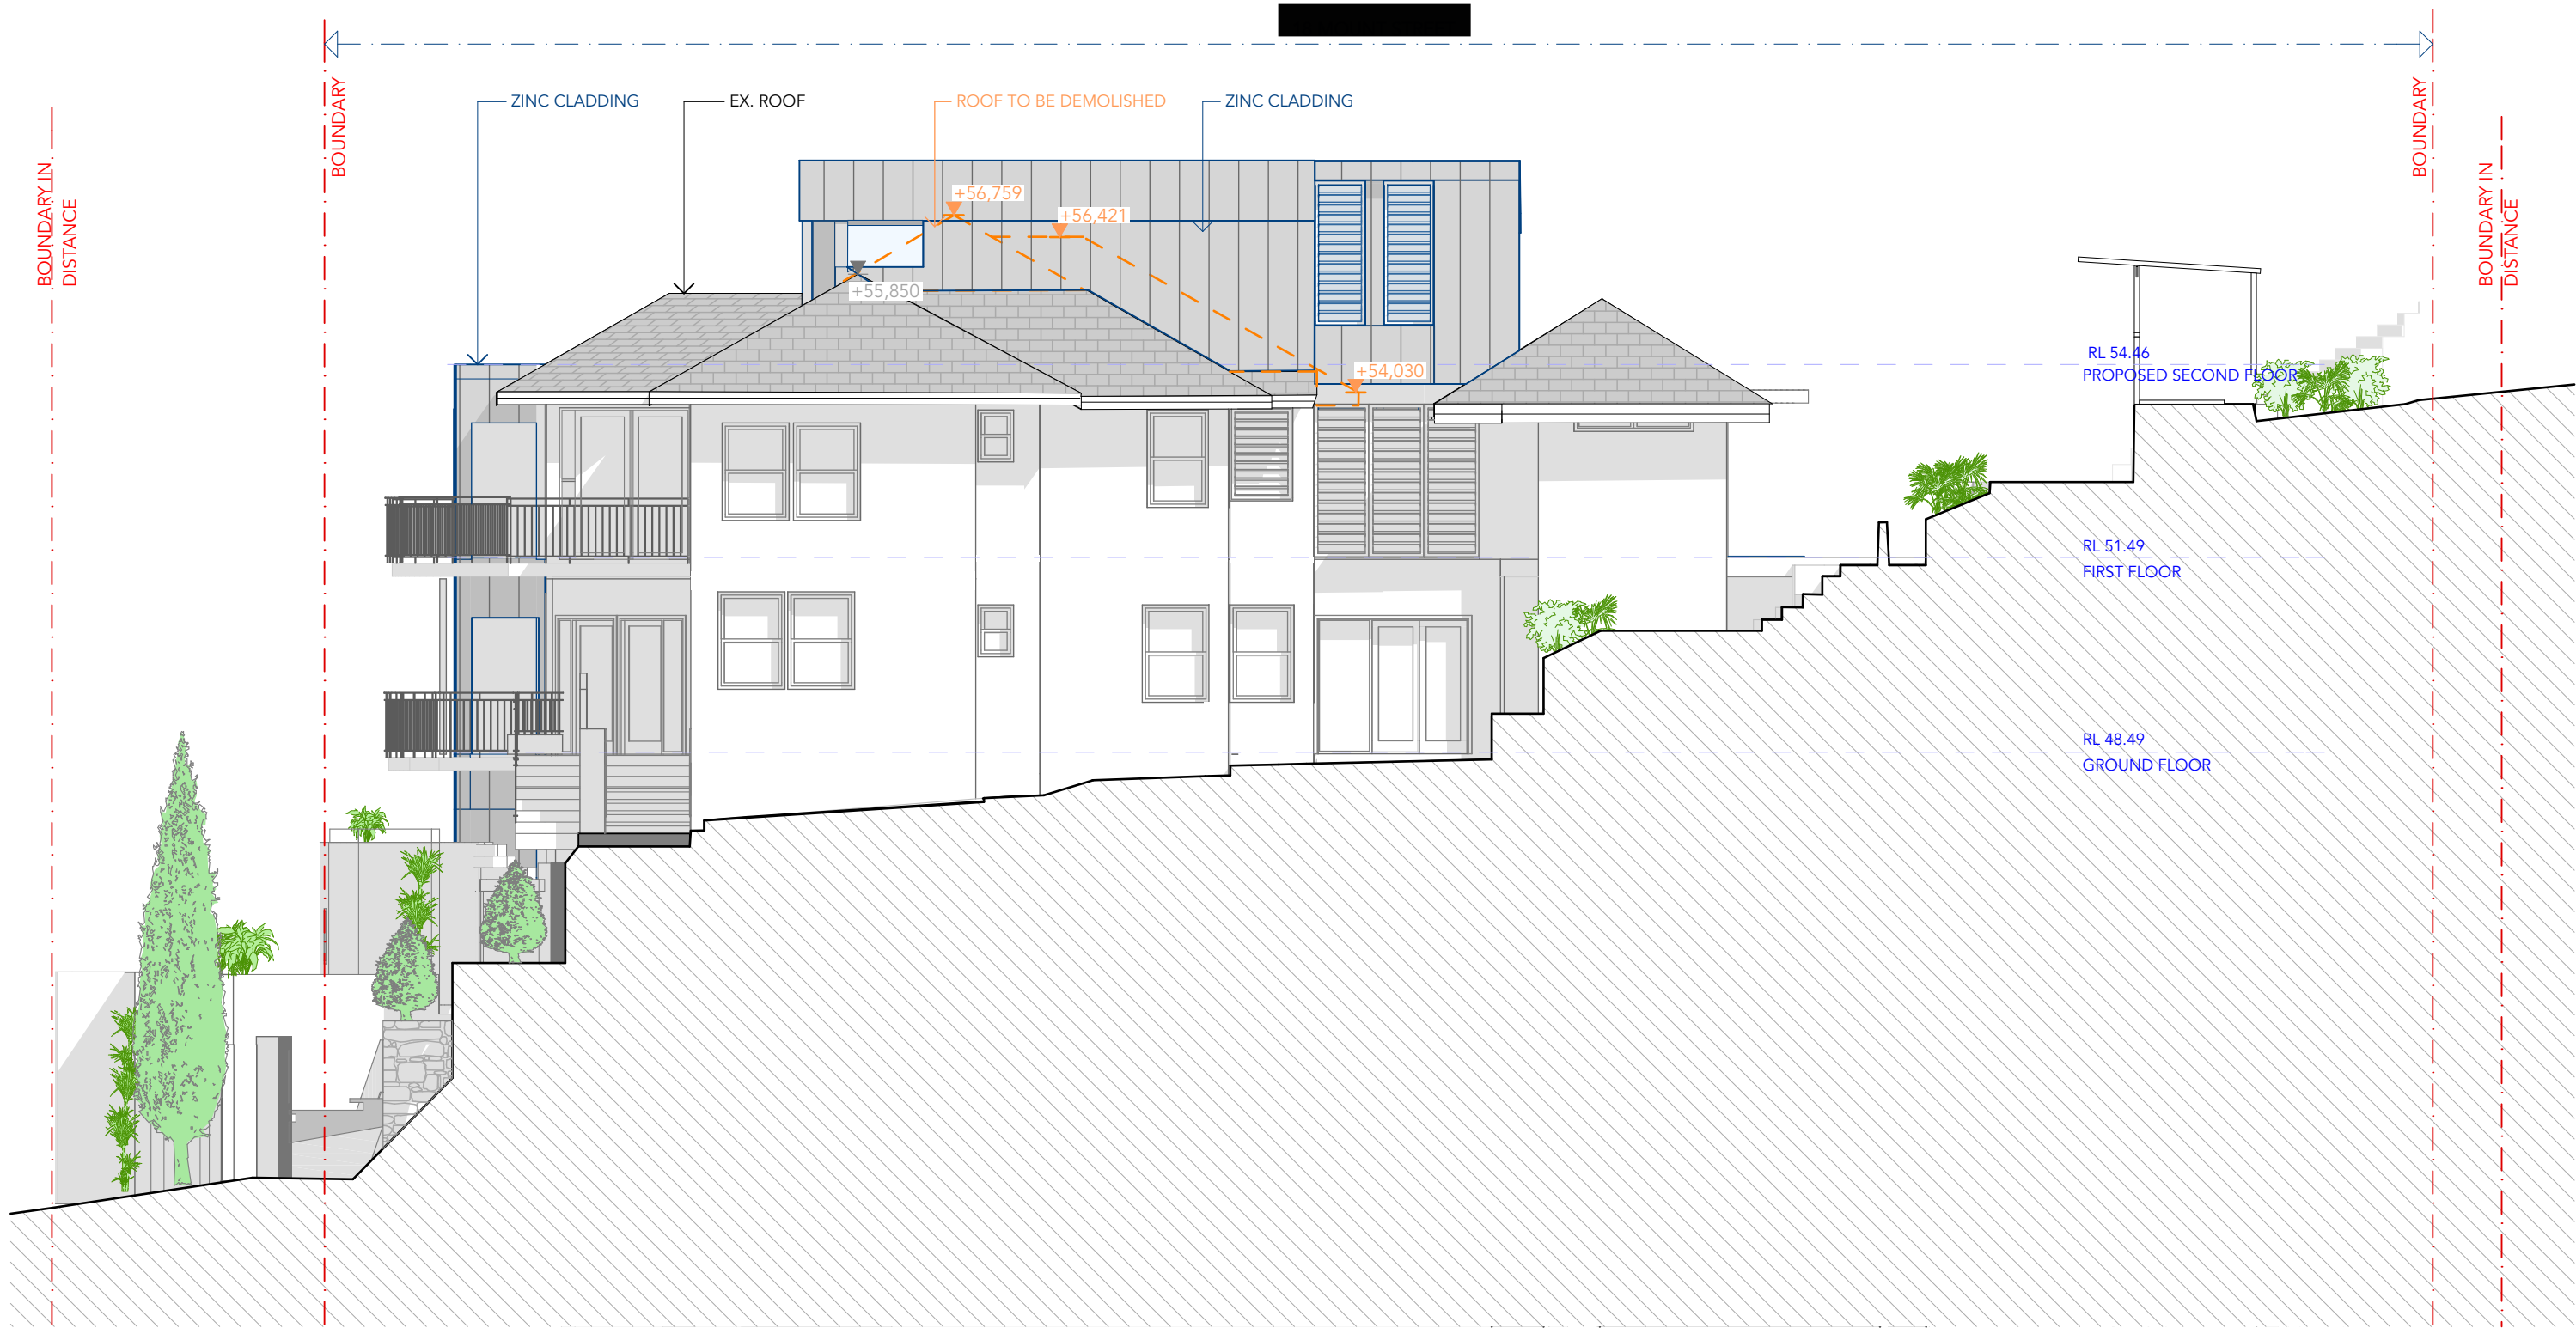 BOUNDARY
BOUNDARY
ZINC CLADDING
EX. ROOF
ROOF TO BE DEMOLISHED
ZINC CLADDING
BOUNDARY IN
DISTANCE
BOUNDARY IN
DISTANCE
+56,759
+56,421
+55,850
+54,030
RL 54.46
PROPOSED SECOND FLOOR
RL 51.49
FIRST FLOOR
RL 48.49
GROUND FLOOR